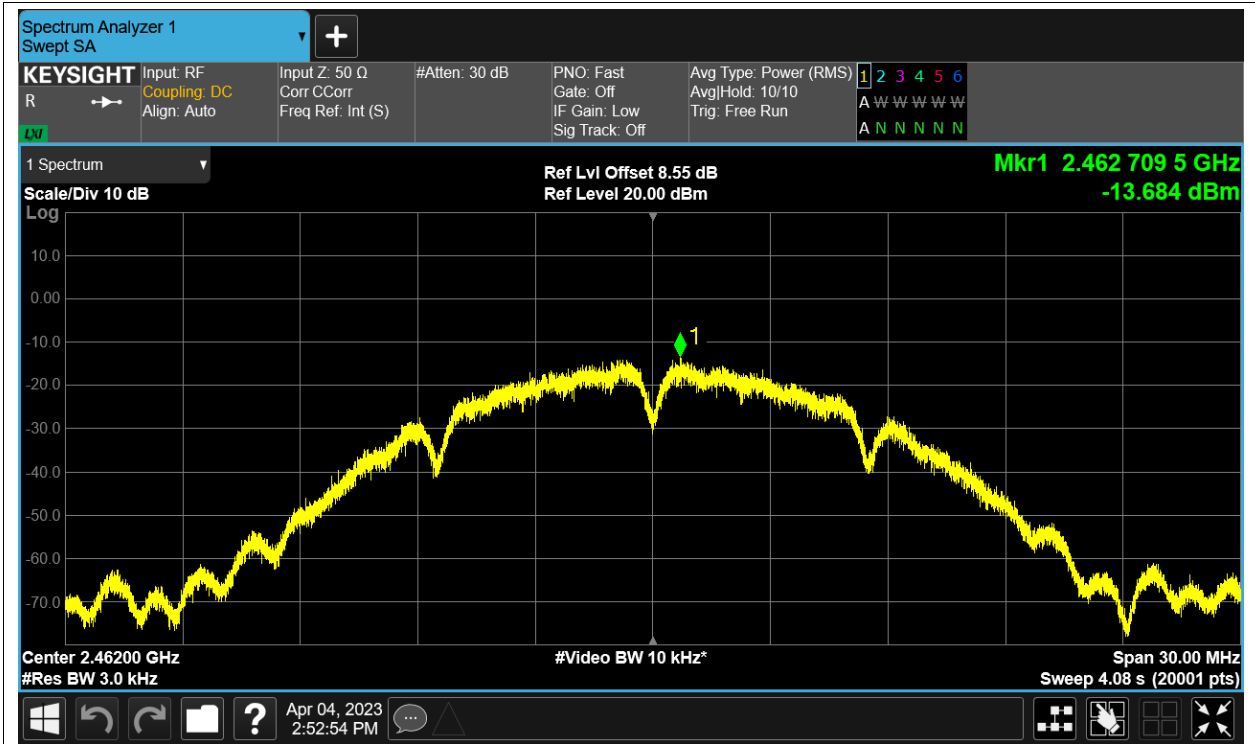 Spectrum Analyzer 1
Swept SA
KEYSIGHT
R
LXI
Input: RF
Coupling: DC
Align: Auto
Input Z: 50 Ω
Corr CCorr
Freq Ref: Int (S)
#Atten: 30 dB
PNO: Fast
Gate: Off
IF Gain: Low
Sig Track: Off
Avg Type: Power (RMS)
Avg|Hold: 10/10
Trig: Free Run
1 2 3 4 5 6
A W W W W W
A N N N N N
1 Spectrum
Scale/Div 10 dB
Log
Ref Lvl Offset 8.55 dB
Ref Level 20.00 dBm
Mkr1 2.462 709 5 GHz
-13.684 dBm
10.0
0.00
-10.0
-20.0
-30.0
-40.0
-50.0
-60.0
-70.0
1
Center 2.46200 GHz
#Res BW 3.0 kHz
#Video BW 10 kHz*
Span 30.00 MHz
Sweep 4.08 s (20001 pts)
?
Apr 04, 2023
2:52:54 PM